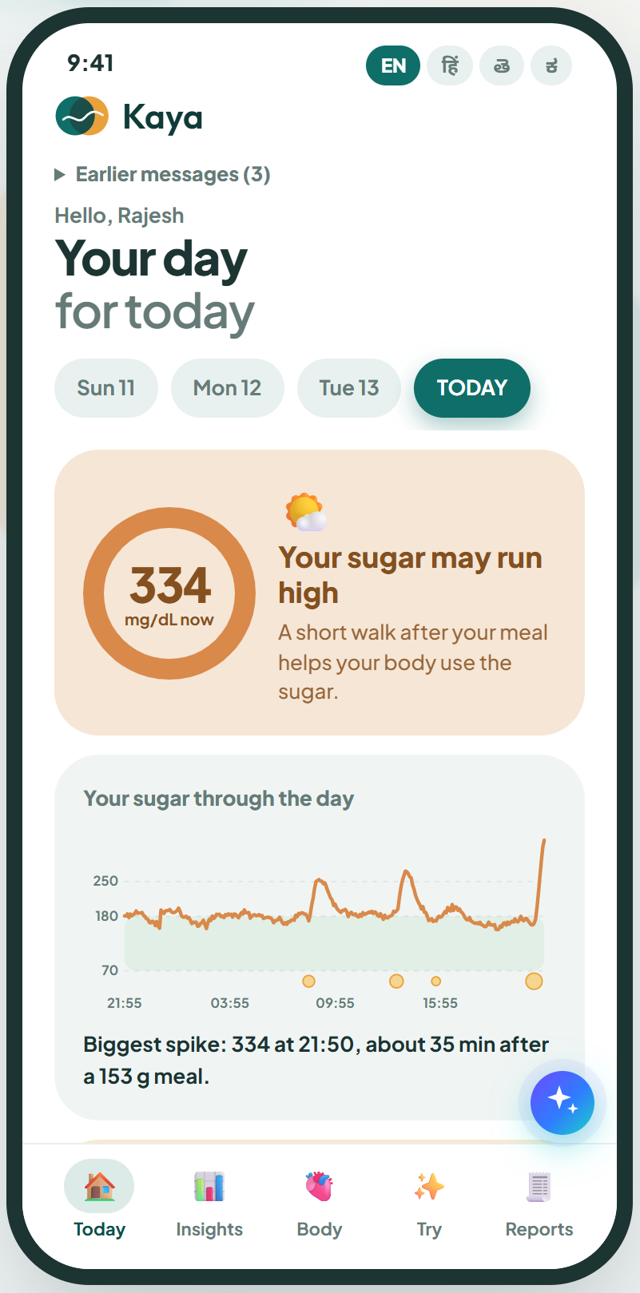 9:41
EN हिं తె ಕ
Kaya
Earlier messages (3)
Hello, Rajesh
Your day
for today
Sun 11 Mon 12 Tue 13 TODAY
334
mg/dL now
Your sugar may run
high
A short walk after your meal
helps your body use the
sugar.
Your sugar through the day
250
180
70
21:55 03:55 09:55 15:55
Biggest spike: 334 at 21:50, about 35 min after
a 153 g meal.
Today Insights Body Try Reports